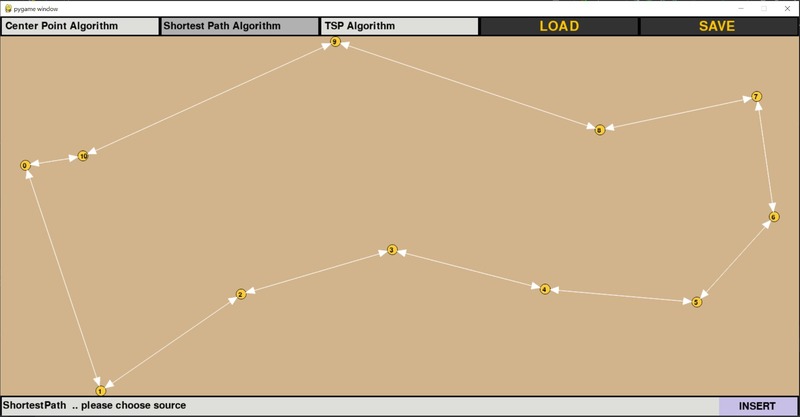 pygame window
Center Point Algorithm
Shortest Path Algorithm
TSP Algorithm
LOAD
SAVE
9
7
8
10
0
6
3
4
2
5
1
ShortestPath .. please choose source
INSERT